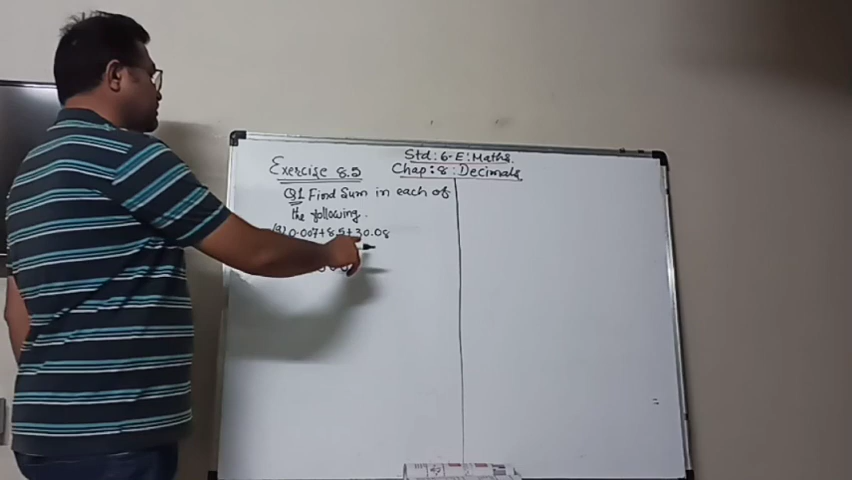 Std: 6-E: Maths.
Chap: 8: Decimals
Exercise 8.5
Q1 Find Sum in each of
the following.
(a) 0.007+8.5+30.08